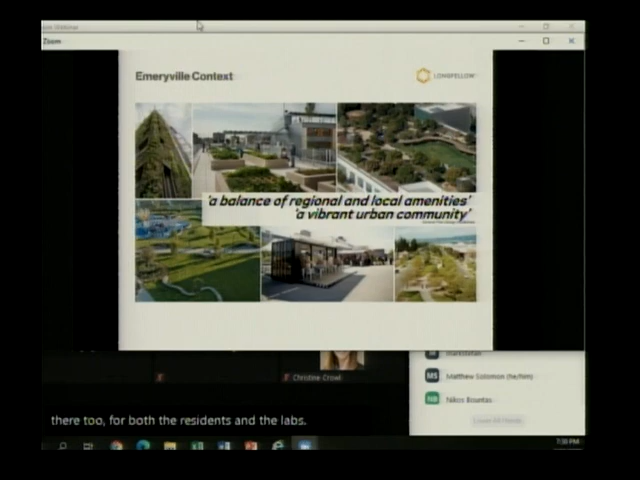 Zoom
Emeryville Context
LONGFELLOW
'a balance of regional and local amenities'
'a vibrant urban community'
Christine Crowl
MS Matthew Solomon (he/him)
NB Nikos Bountas
there too, for both the residents and the labs.